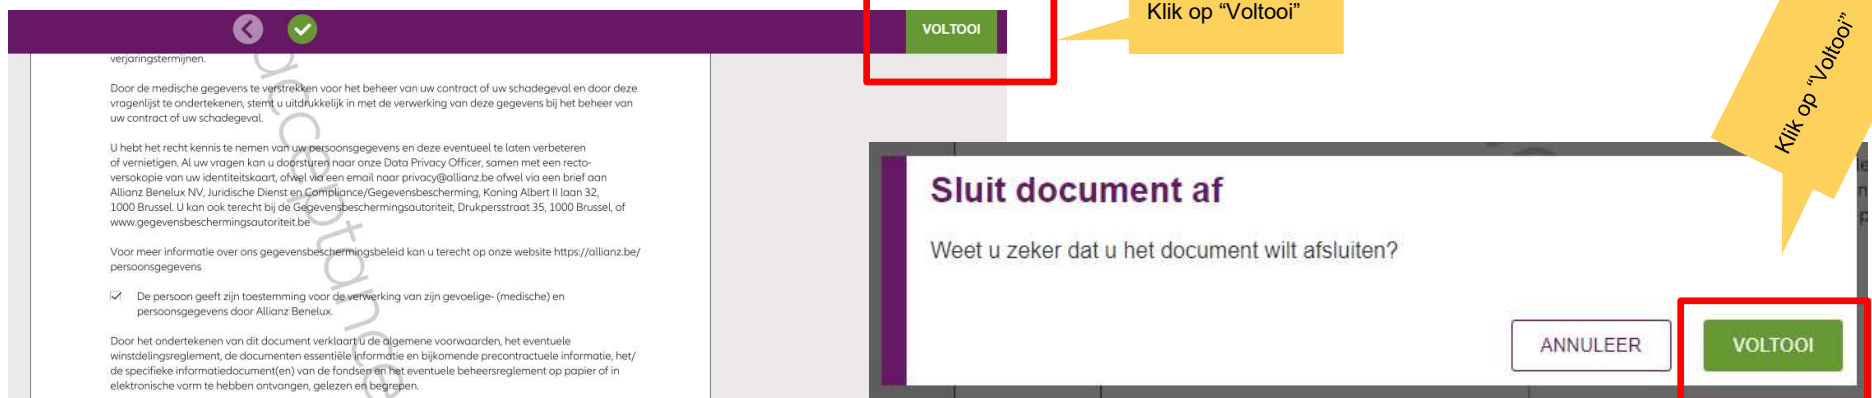 VOLTOOI
Klik op “Voltooi”
Klik op “Voltooi”
verjaringstermijnen.
Door de medische gegevens te verstrekken voor het beheer van uw contract of uw schadegeval en door deze
vragenlijst te ondertekenen, stemt u uitdrukkelijk in met de verwerking van deze gegevens bij het beheer van
uw contract of uw schadegeval.
U hebt het recht kennis te nemen van uw persoonsgegevens en deze eventueel te laten verbeteren
of vernietigen. Al uw vragen kan u doorsturen naar onze Data Privacy Officer, samen met een recto-
versokopie van uw identiteitskaart, ofwel via een email naar privacy@allianz.be ofwel via een brief aan
Allianz Benelux NV, Juridische Dienst en Compliance/Gegevensbescherming, Koning Albert II laan 32,
1000 Brussel. U kan ook terecht bij de Gegevensbeschermingsautoriteit, Drukpersstraat 35, 1000 Brussel, of
www.gegevensbeschermingsautoriteit.be
Voor meer informatie over ons gegevensbeschermingsbeleid kan u terecht op onze website https://allianz.be/
persoonsgegevens
De persoon geeft zijn toestemming voor de verwerking van zijn gevoelige- (medische) en
persoonsgegevens door Allianz Benelux.
Door het ondertekenen van dit document verklaart u de algemene voorwaarden, het eventuele
winstdelingsreglement, de documenten essentiële informatie en bijkomende precontractuele informatie, het/
de specifieke informatiedocument(en) van de fondsen en het eventuele beheersreglement op papier of in
elektronische vorm te hebben ontvangen, gelezen en begrepen.
acceptance
Sluit document af
Weet u zeker dat u het document wilt afsluiten?
ANNULEER
VOLTOOI